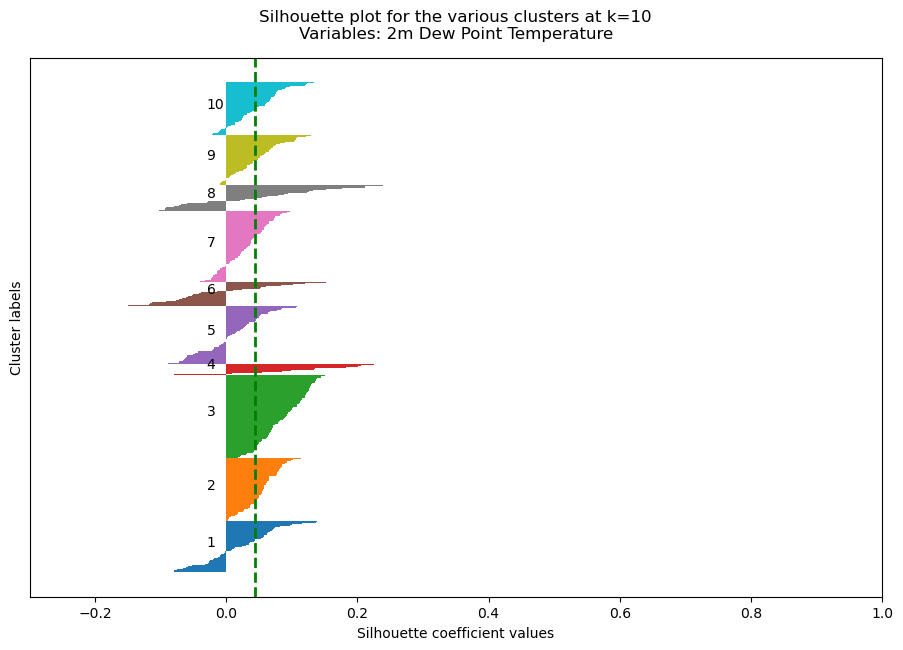 Silhouette plot for the various clusters at k=10
Variables: 2m Dew Point Temperature
Cluster labels
10
9
8
7
6
5
4
3
2
1
−0.2 0.0 0.2 0.4 0.6 0.8 1.0
Silhouette coefficient values